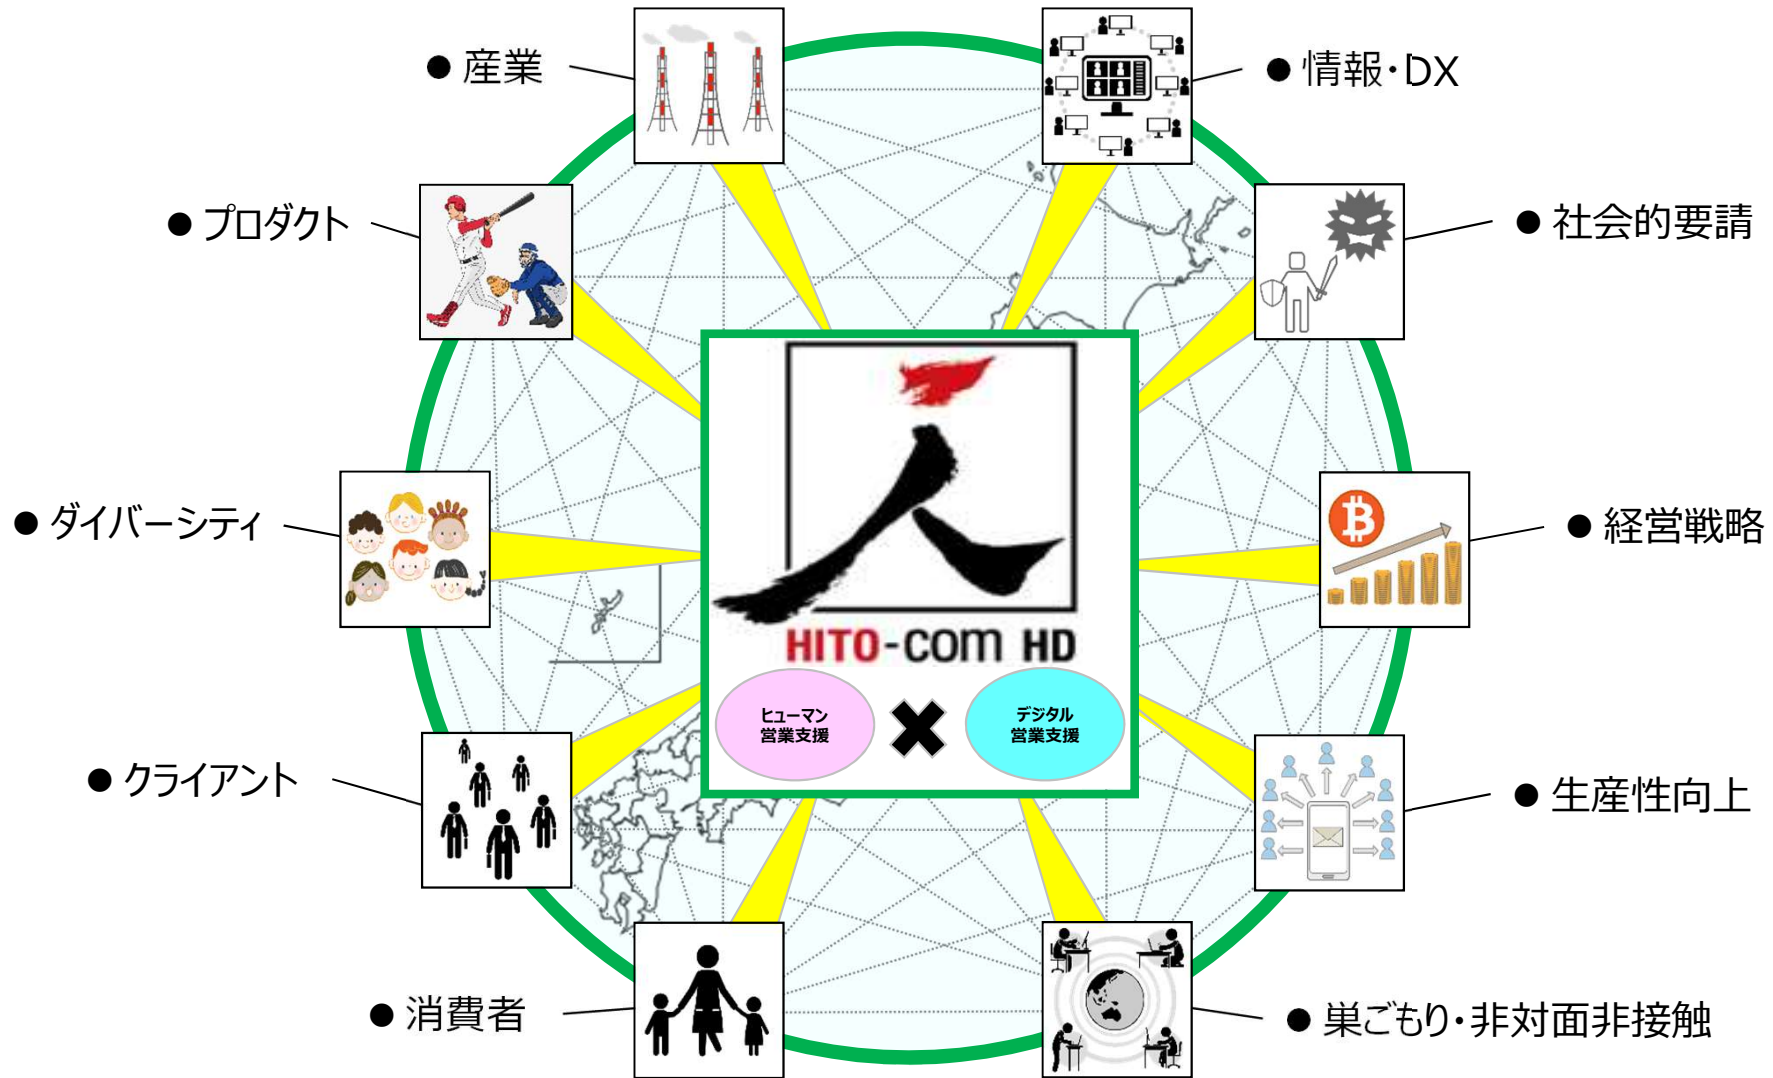 ● 産業
● 情報・DX
● プロダクト
● 社会的要請
● ダイバーシティ
● 経営戦略
人
HITO-com HD
ヒューマン
営業支援
デジタル
営業支援
● クライアント
● 生産性向上
● 消費者
● 巣ごもり・非対面非接触